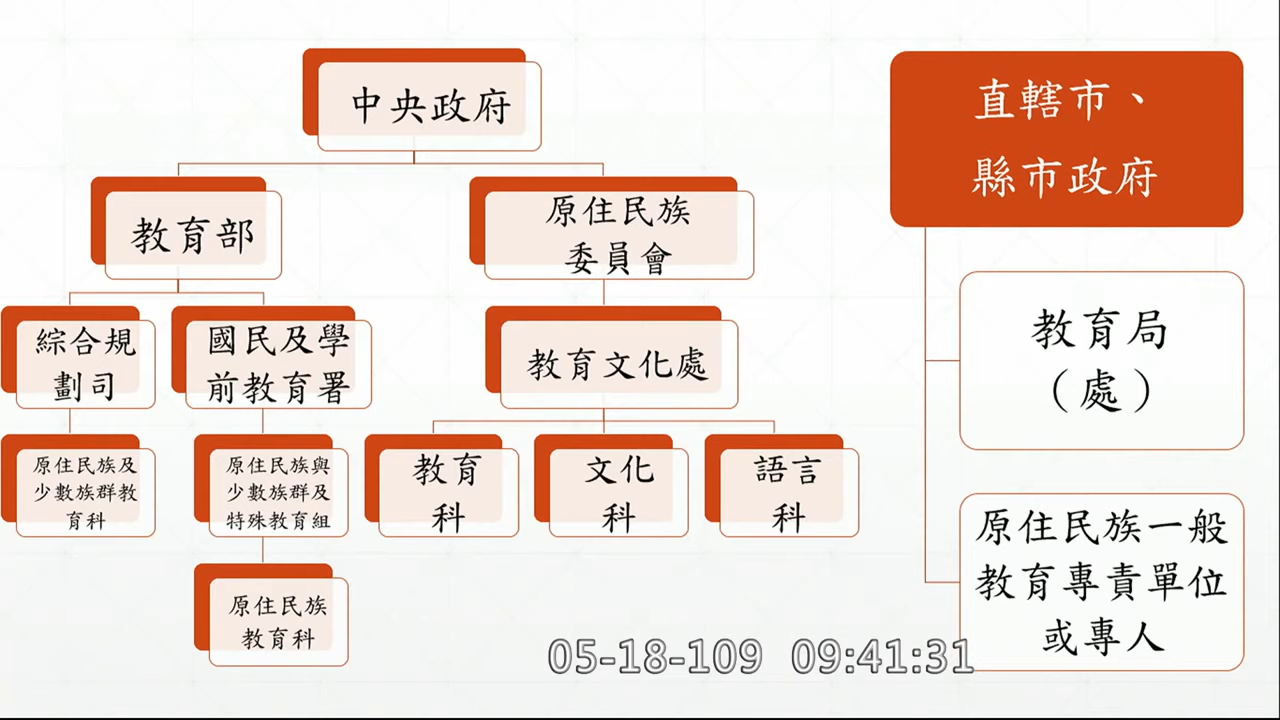 中央政府
教育部
原住民族
委員會
綜合規
劃司
國民及學
前教育署
教育文化處
原住民族及
少數族群教
育科
原住民族與
少數族群及
特殊教育組
教育
科
文化
科
語言
科
原住民族
教育科
直轄市、
縣市政府
教育局
（處）
原住民族一般
教育專責單位
或專人
05-18-109 09:41:31